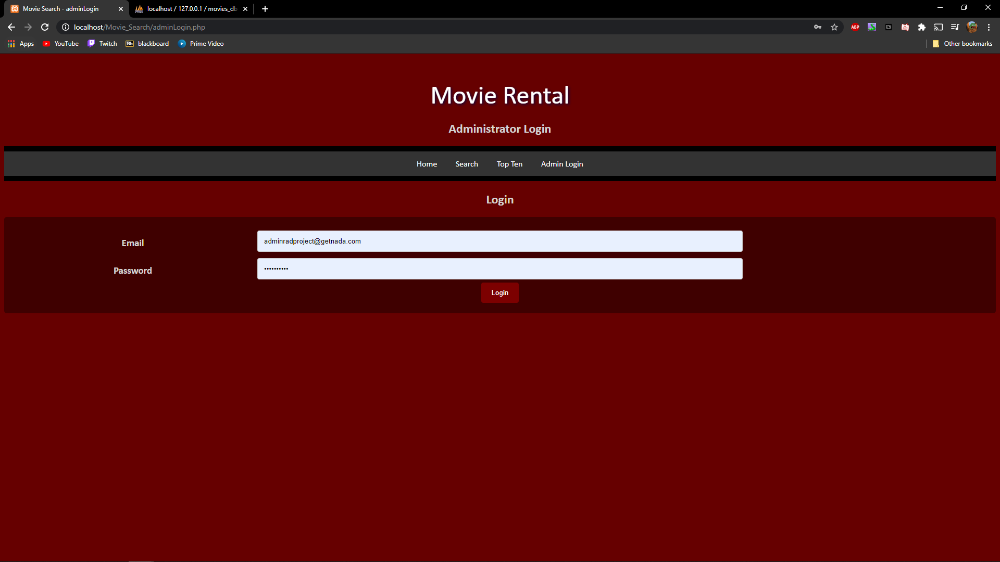 Movie Search - adminLogin
localhost / 127.0.0.1 / movies_db
localhost/Movie_Search/adminLogin.php
ABP
Apps YouTube Twitch Bb blackboard Prime Video Other bookmarks
Movie Rental
Administrator Login
Home Search Top Ten Admin Login
Login
Email adminradproject@getnada.com
Password ••••••••••
Login